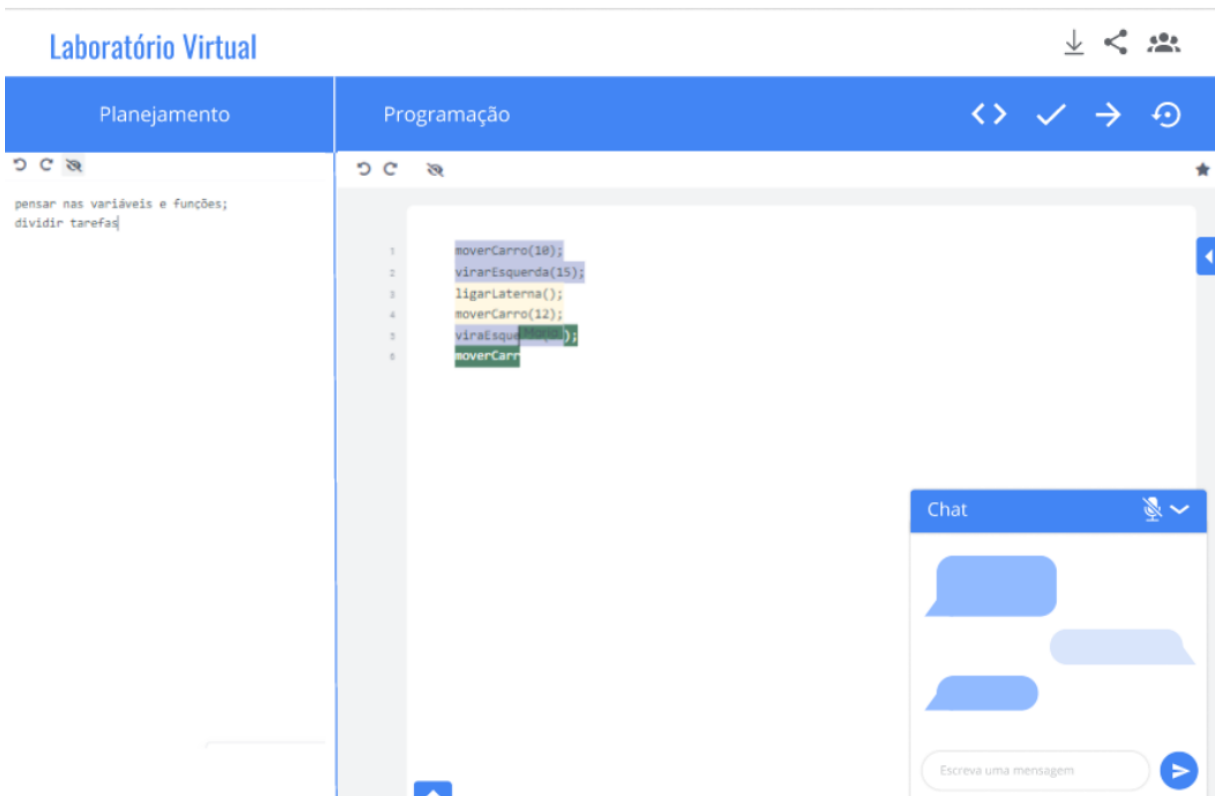 Laboratório Virtual
Planejamento
Programação
pensar nas variáveis e funções;
dividir tarefas
1 moverCarro(10);
2 virarEsquerda(15);
3 ligarLaterna();
4 moverCarro(12);
5 viraEsque );
6 moverCarr
Chat
Escreva uma mensagem